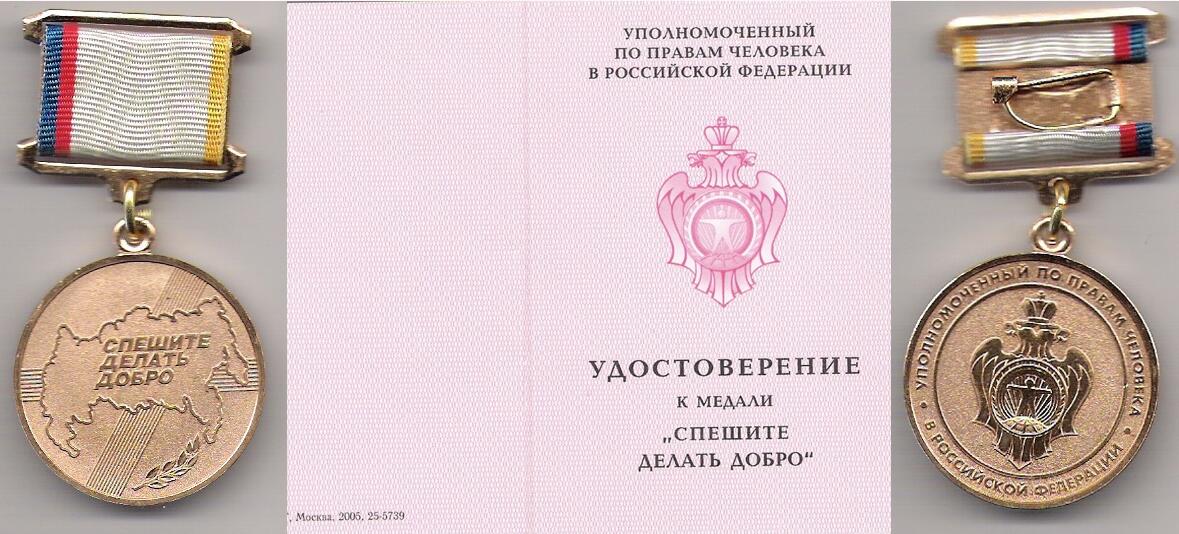 СПЕШИТЕ
ДЕЛАТЬ
ДОБРО
УПОЛНОМОЧЕННЫЙ
ПО ПРАВАМ ЧЕЛОВЕКА
В РОССИЙСКОЙ ФЕДЕРАЦИИ
УДОСТОВЕРЕНИЕ
К МЕДАЛИ
„СПЕШИТЕ
ДЕЛАТЬ ДОБРО“
, Москва, 2005, 25-5739
УПОЛНОМОЧЕННЫЙ ПО ПРАВАМ ЧЕЛОВЕКА
• В РОССИЙСКОЙ ФЕДЕРАЦИИ •